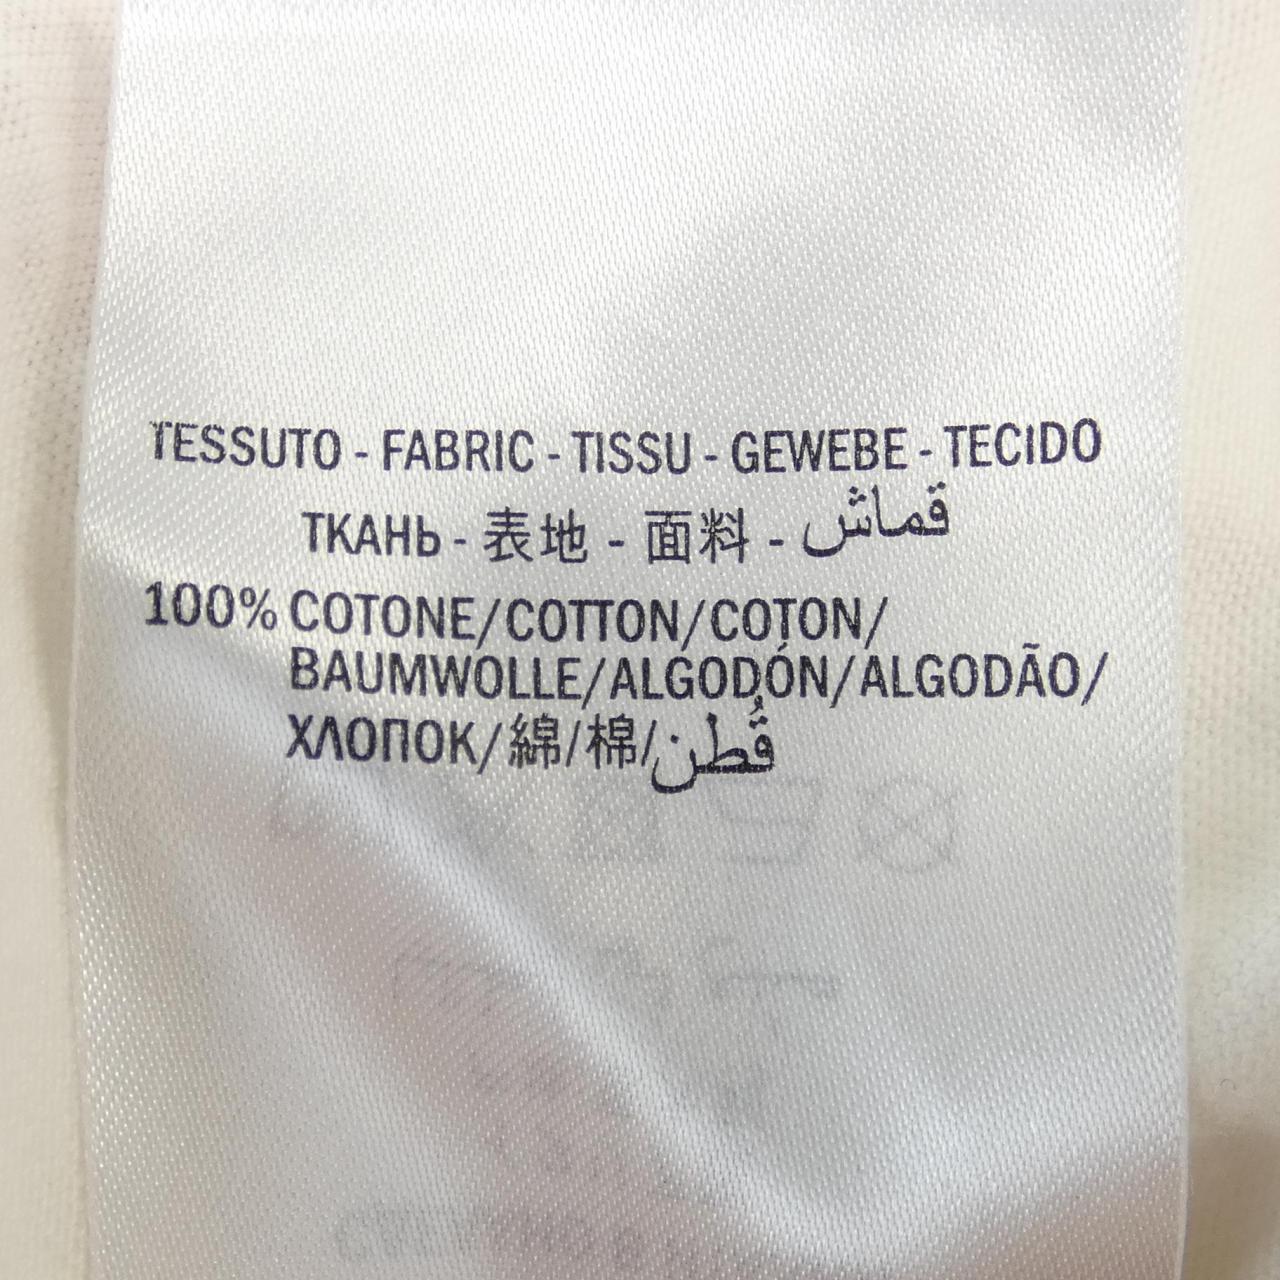 TESSUTO - FABRIC - TISSU - GEWEBE - TECIDO
ТКАНЬ - 表地 - 面料 - قماش
100% COTONE/COTTON/COTON/
BAUMWOLLE/ALGODÓN/ALGODÃO/
ХЛОПОК/綿/棉/قُطن